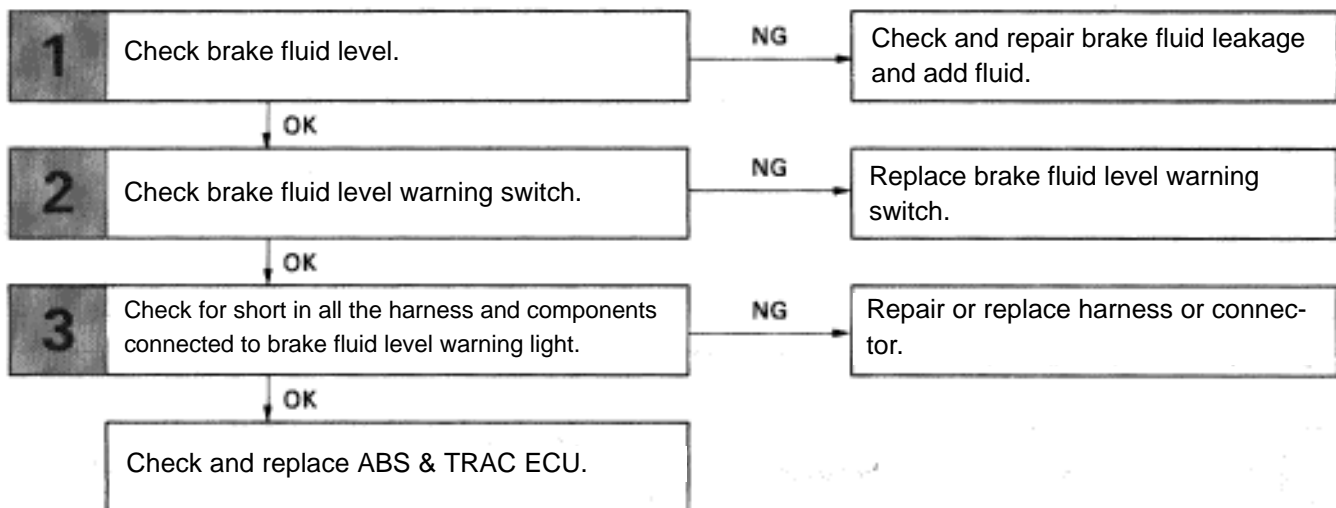 1
Check brake fluid level.
NG
Check and repair brake fluid leakage
and add fluid.
OK
2
Check brake fluid level warning switch.
NG
Replace brake fluid level warning
switch.
OK
3
Check for short in all the harness and components
connected to brake fluid level warning light.
NG
Repair or replace harness or connec-
tor.
OK
Check and replace ABS & TRAC ECU.